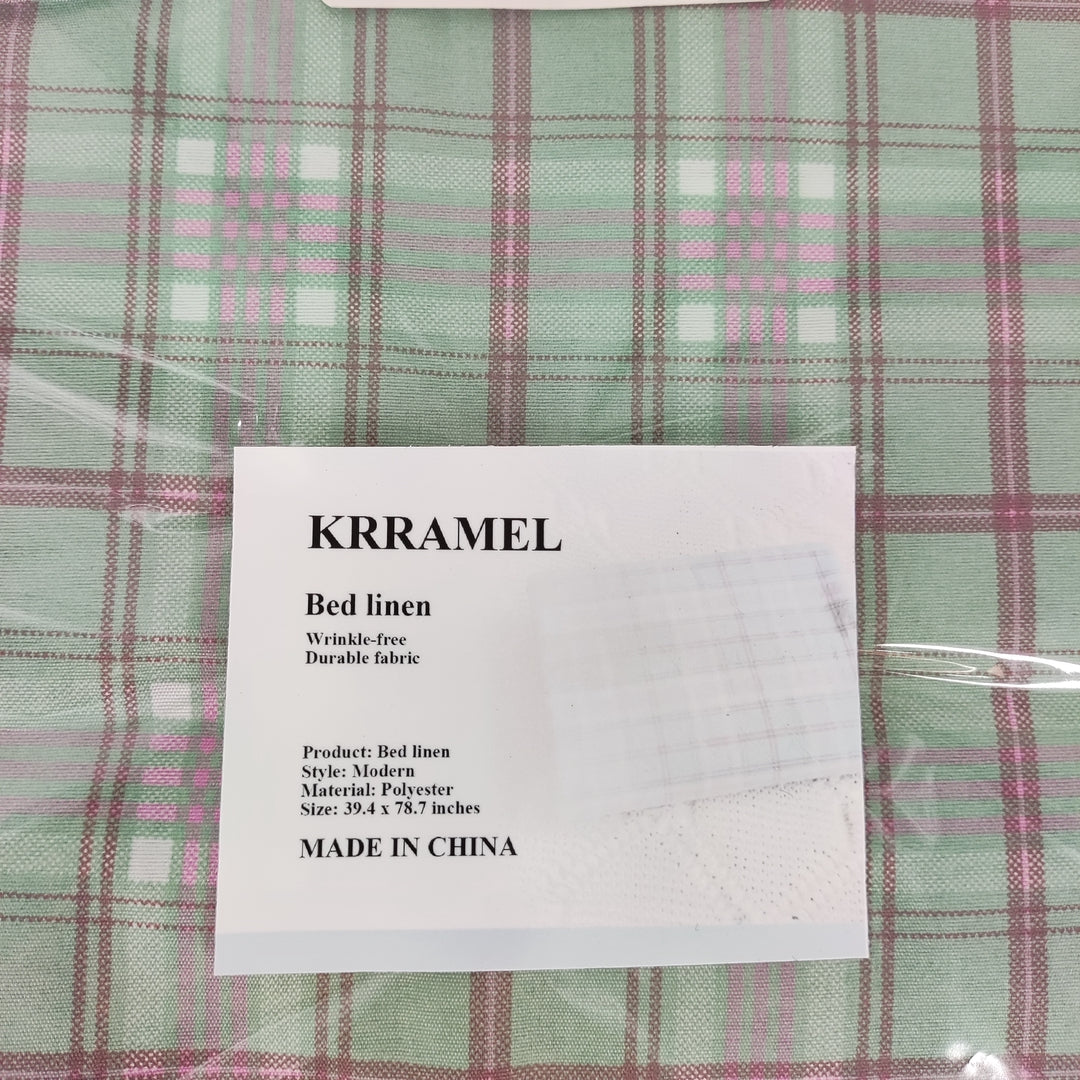 KRRAMEL
Bed linen
Wrinkle-free
Durable fabric
Product: Bed linen
Style: Modern
Material: Polyester
Size: 39.4 x 78.7 inches
MADE IN CHINA